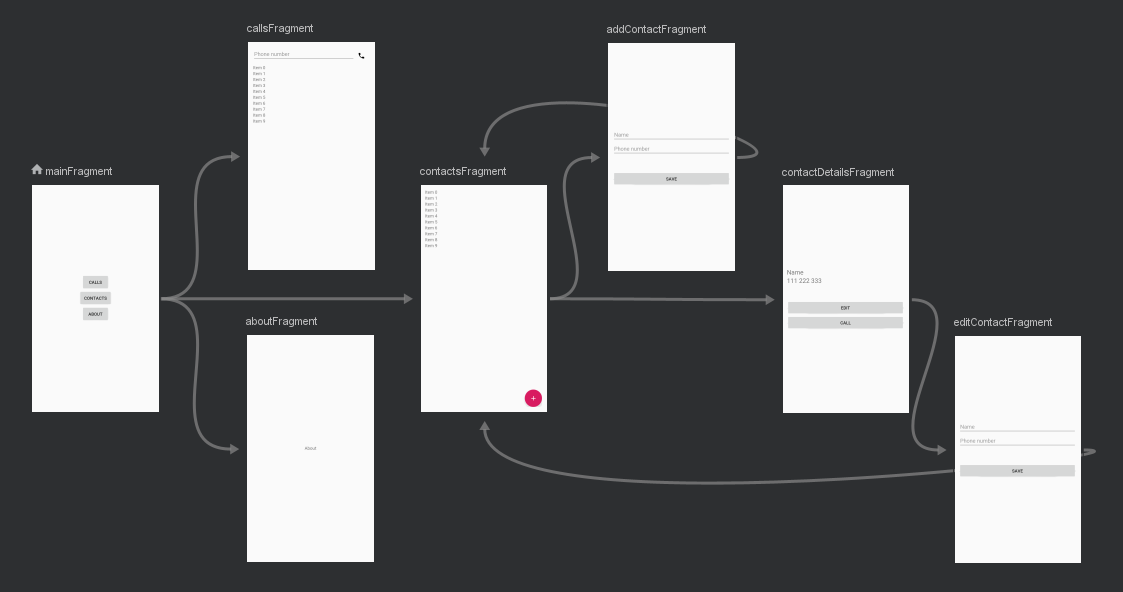 callsFragment
Phone number
Item 0
Item 1
Item 2
Item 3
Item 4
Item 5
Item 6
Item 7
Item 8
Item 9
addContactFragment
Name
Phone number
SAVE
mainFragment
CALLS
CONTACTS
ABOUT
contactsFragment
Item 0
Item 1
Item 2
Item 3
Item 4
Item 5
Item 6
Item 7
Item 8
Item 9
+
contactDetailsFragment
Name
111 222 333
EDIT
CALL
aboutFragment
About
editContactFragment
Name
Phone number
SAVE